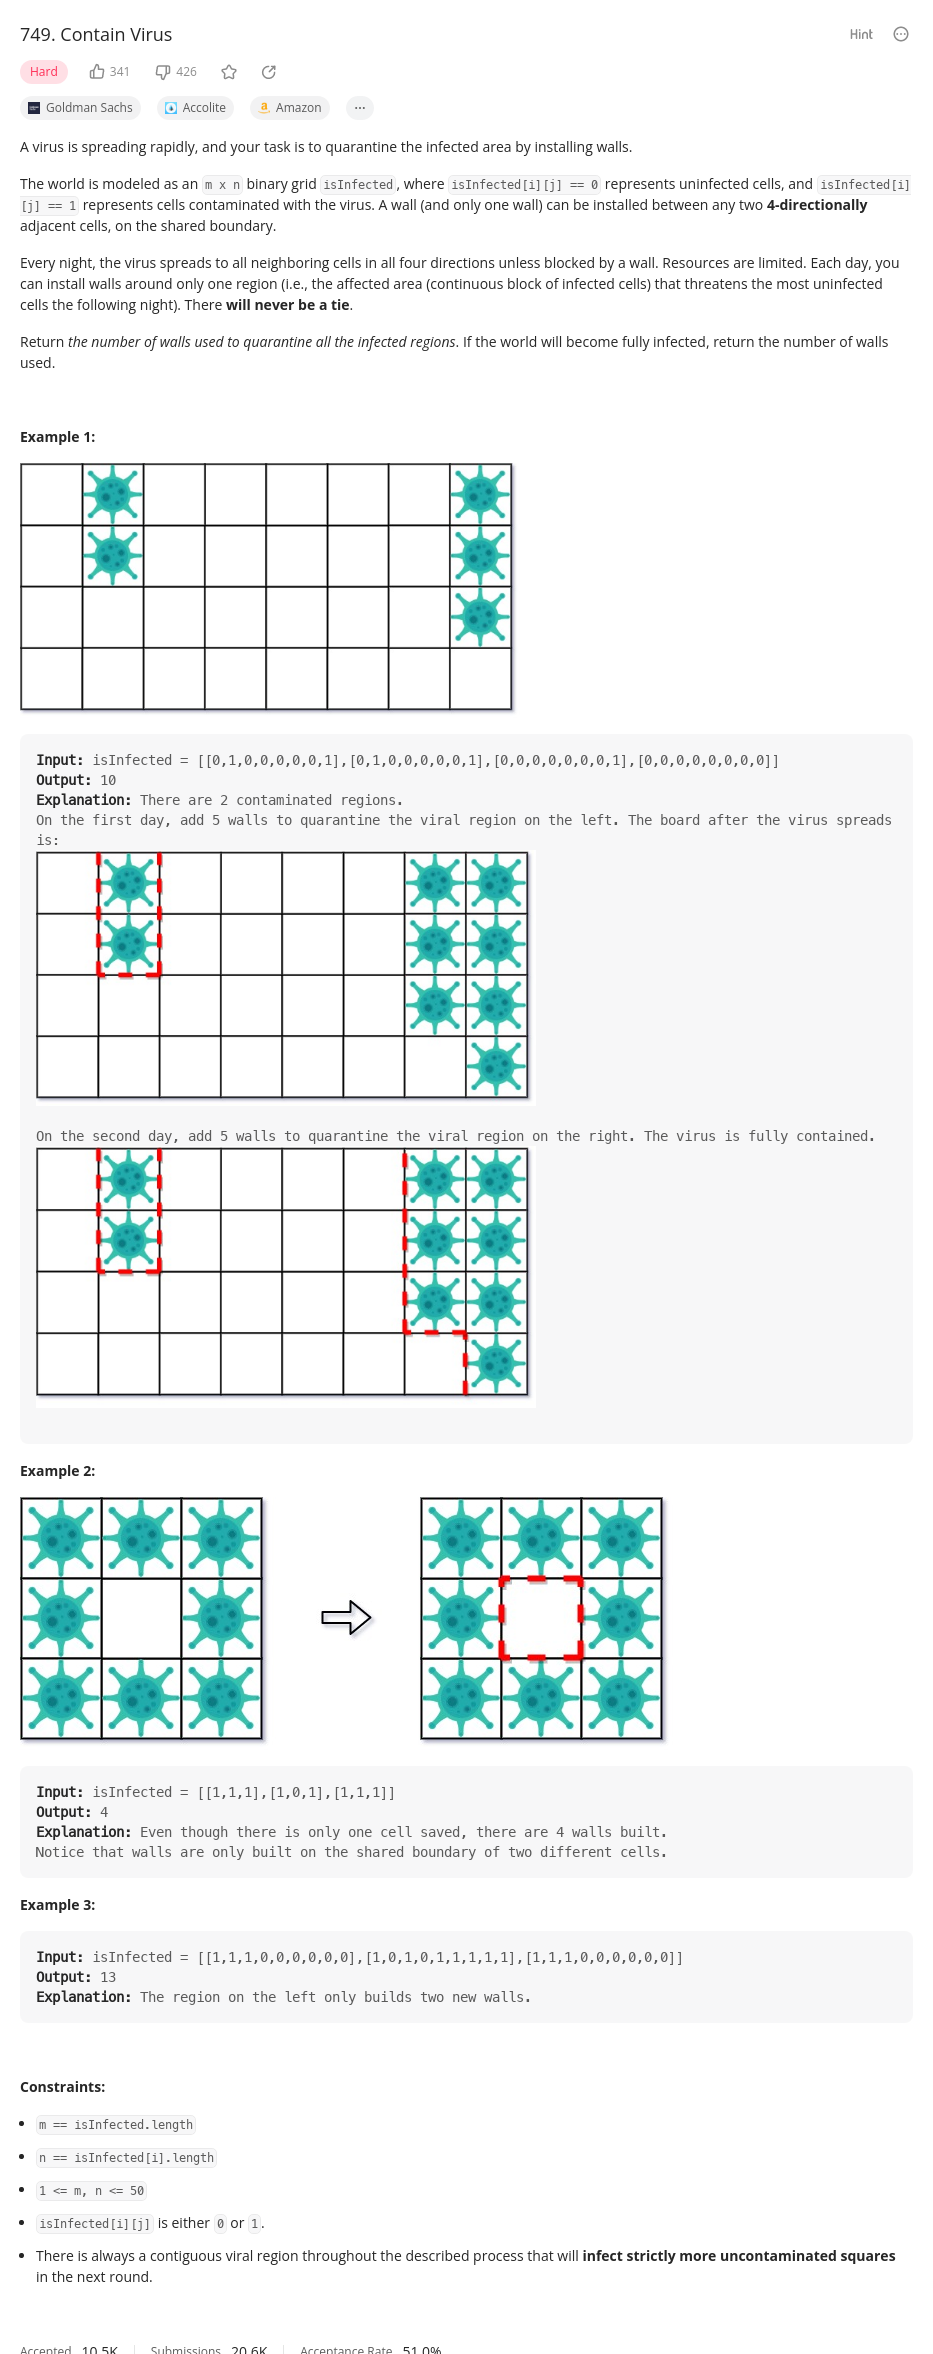 749. Contain Virus
Hint
Hard 341 426
Goldman Sachs Accolite Amazon ...
A virus is spreading rapidly, and your task is to quarantine the infected area by installing walls.
The world is modeled as an m x n binary grid isInfected, where isInfected[i][j] == 0 represents uninfected cells, and isInfected[i]
[j] == 1 represents cells contaminated with the virus. A wall (and only one wall) can be installed between any two 4-directionally
adjacent cells, on the shared boundary.
Every night, the virus spreads to all neighboring cells in all four directions unless blocked by a wall. Resources are limited. Each day, you
can install walls around only one region (i.e., the affected area (continuous block of infected cells) that threatens the most uninfected
cells the following night). There will never be a tie.
Return the number of walls used to quarantine all the infected regions. If the world will become fully infected, return the number of walls
used.
Example 1:
Input: isInfected = [[0,1,0,0,0,0,0,1],[0,1,0,0,0,0,0,1],[0,0,0,0,0,0,0,1],[0,0,0,0,0,0,0,0]]
Output: 10
Explanation: There are 2 contaminated regions.
On the first day, add 5 walls to quarantine the viral region on the left. The board after the virus spreads
is:
On the second day, add 5 walls to quarantine the viral region on the right. The virus is fully contained.
Example 2:
Input: isInfected = [[1,1,1],[1,0,1],[1,1,1]]
Output: 4
Explanation: Even though there is only one cell saved, there are 4 walls built.
Notice that walls are only built on the shared boundary of two different cells.
Example 3:
Input: isInfected = [[1,1,1,0,0,0,0,0,0],[1,0,1,0,1,1,1,1,1],[1,1,1,0,0,0,0,0,0]]
Output: 13
Explanation: The region on the left only builds two new walls.
Constraints:
• m == isInfected.length
• n == isInfected[i].length
• 1 <= m, n <= 50
• isInfected[i][j] is either 0 or 1.
• There is always a contiguous viral region throughout the described process that will infect strictly more uncontaminated squares
in the next round.
Accepted 10.5K Submissions 20.6K Acceptance Rate 51.0%